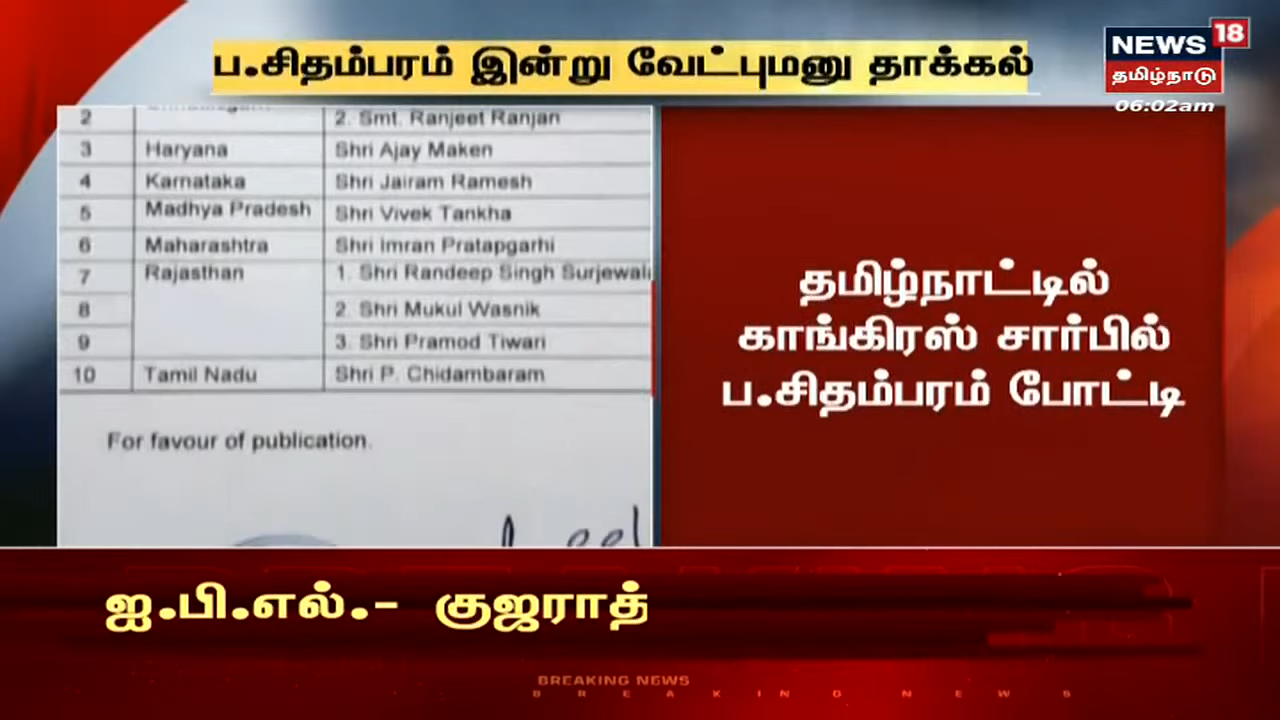 ப.சிதம்பரம் இன்று வேட்புமனு தாக்கல்
NEWS 18
தமிழ்நாடு
06:02am
2 2. Smt. Ranjeet Ranjan
3 Haryana Shri Ajay Maken
4 Karnataka Shri Jairam Ramesh
5 Madhya Pradesh Shri Vivek Tankha
6 Maharashtra Shri Imran Pratapgarhi
7 Rajasthan 1. Shri Randeep Singh Surjewal
8 2. Shri Mukul Wasnik
9 3. Shri Pramod Tiwari
10 Tamil Nadu Shri P. Chidambaram
For favour of publication.
தமிழ்நாட்டில்
காங்கிரஸ் சார்பில்
ப.சிதம்பரம் போட்டி
ஐ.பி.எல்.- குஜராத்
BREAKING NEWS
BREAKING NEWS